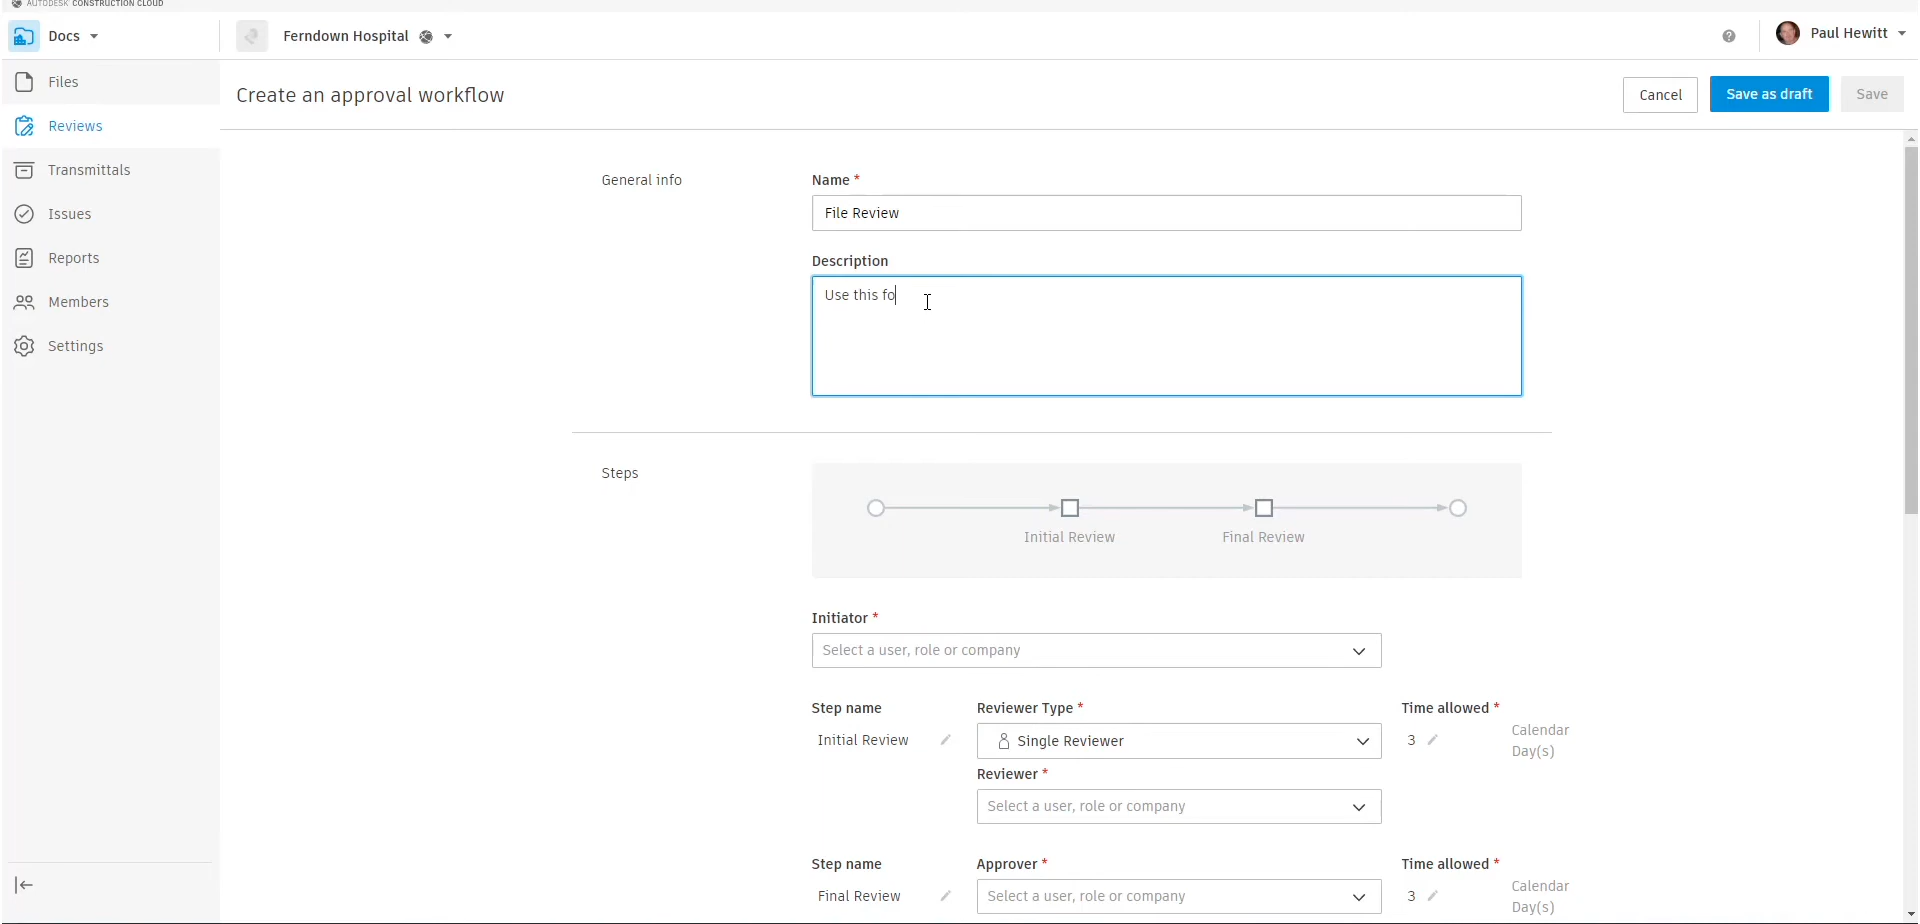 AUTODESK CONSTRUCTION CLOUD
Docs
Ferndown Hospital
Paul Hewitt
Files
Reviews
Transmittals
Issues
Reports
Members
Settings
Create an approval workflow
Cancel
Save as draft
Save
General info
Name *
File Review
Description
Use this fo
Steps
Initial Review
Final Review
Initiator *
Select a user, role or company
Step name
Reviewer Type *
Time allowed *
Initial Review
Single Reviewer
3
Calendar
Day(s)
Reviewer *
Select a user, role or company
Step name
Approver *
Time allowed *
Final Review
Select a user, role or company
3
Calendar
Day(s)